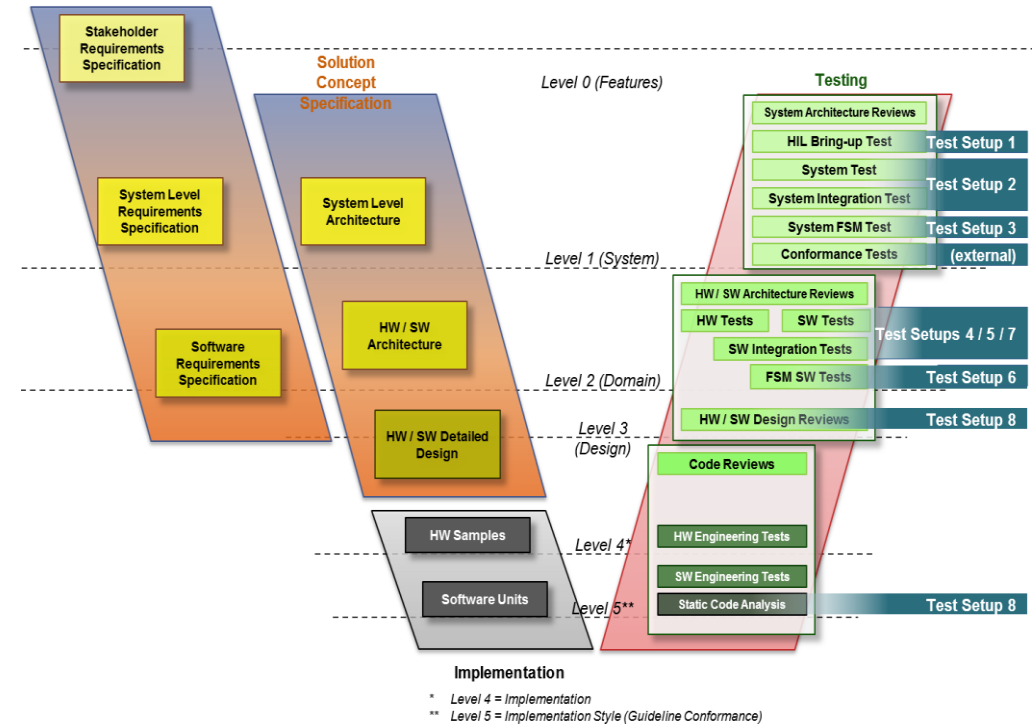 Stakeholder
Requirements
Specification
Solution
Concept
Specification
Level 0 (Features)
Testing
System Architecture Reviews
HIL Bring-up Test
Test Setup 1
System Test
Test Setup 2
System Integration Test
System FSM Test
Test Setup 3
Conformance Tests
(external)
System Level
Requirements
Specification
System Level
Architecture
Level 1 (System)
HW / SW Architecture Reviews
HW Tests
SW Tests
Test Setups 4 / 5 / 7
SW Integration Tests
FSM SW Tests
Test Setup 6
HW / SW
Architecture
Software
Requirements
Specification
Level 2 (Domain)
HW / SW Design Reviews
Test Setup 8
HW / SW Detailed
Design
Level 3
(Design)
Code Reviews
HW Samples
HW Engineering Tests
Level 4*
SW Engineering Tests
Software Units
Static Code Analysis
Test Setup 8
Level 5**
Implementation
* Level 4 = Implementation
** Level 5 = Implementation Style (Guideline Conformance)